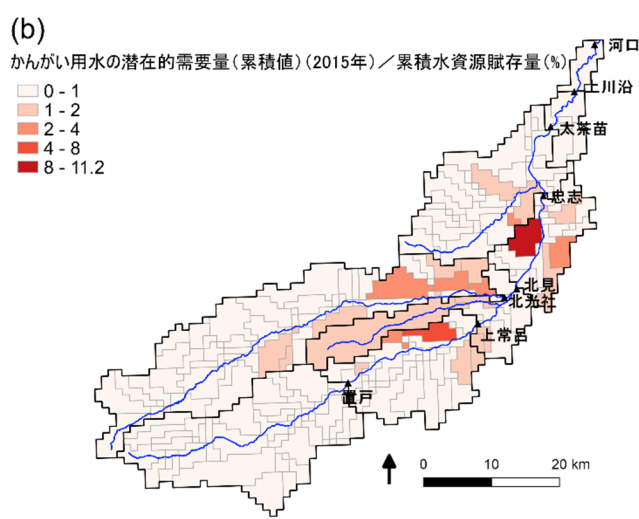 (b)
かんがい用水の潜在的需要量(累積値)(2015年)／累積水資源賦存量(%)
0 - 1
1 - 2
2 - 4
4 - 8
8 - 11.2
河口
上川沿
太茶苗
忠志
北見
北光社
上常呂
置戸
0 10 20 km